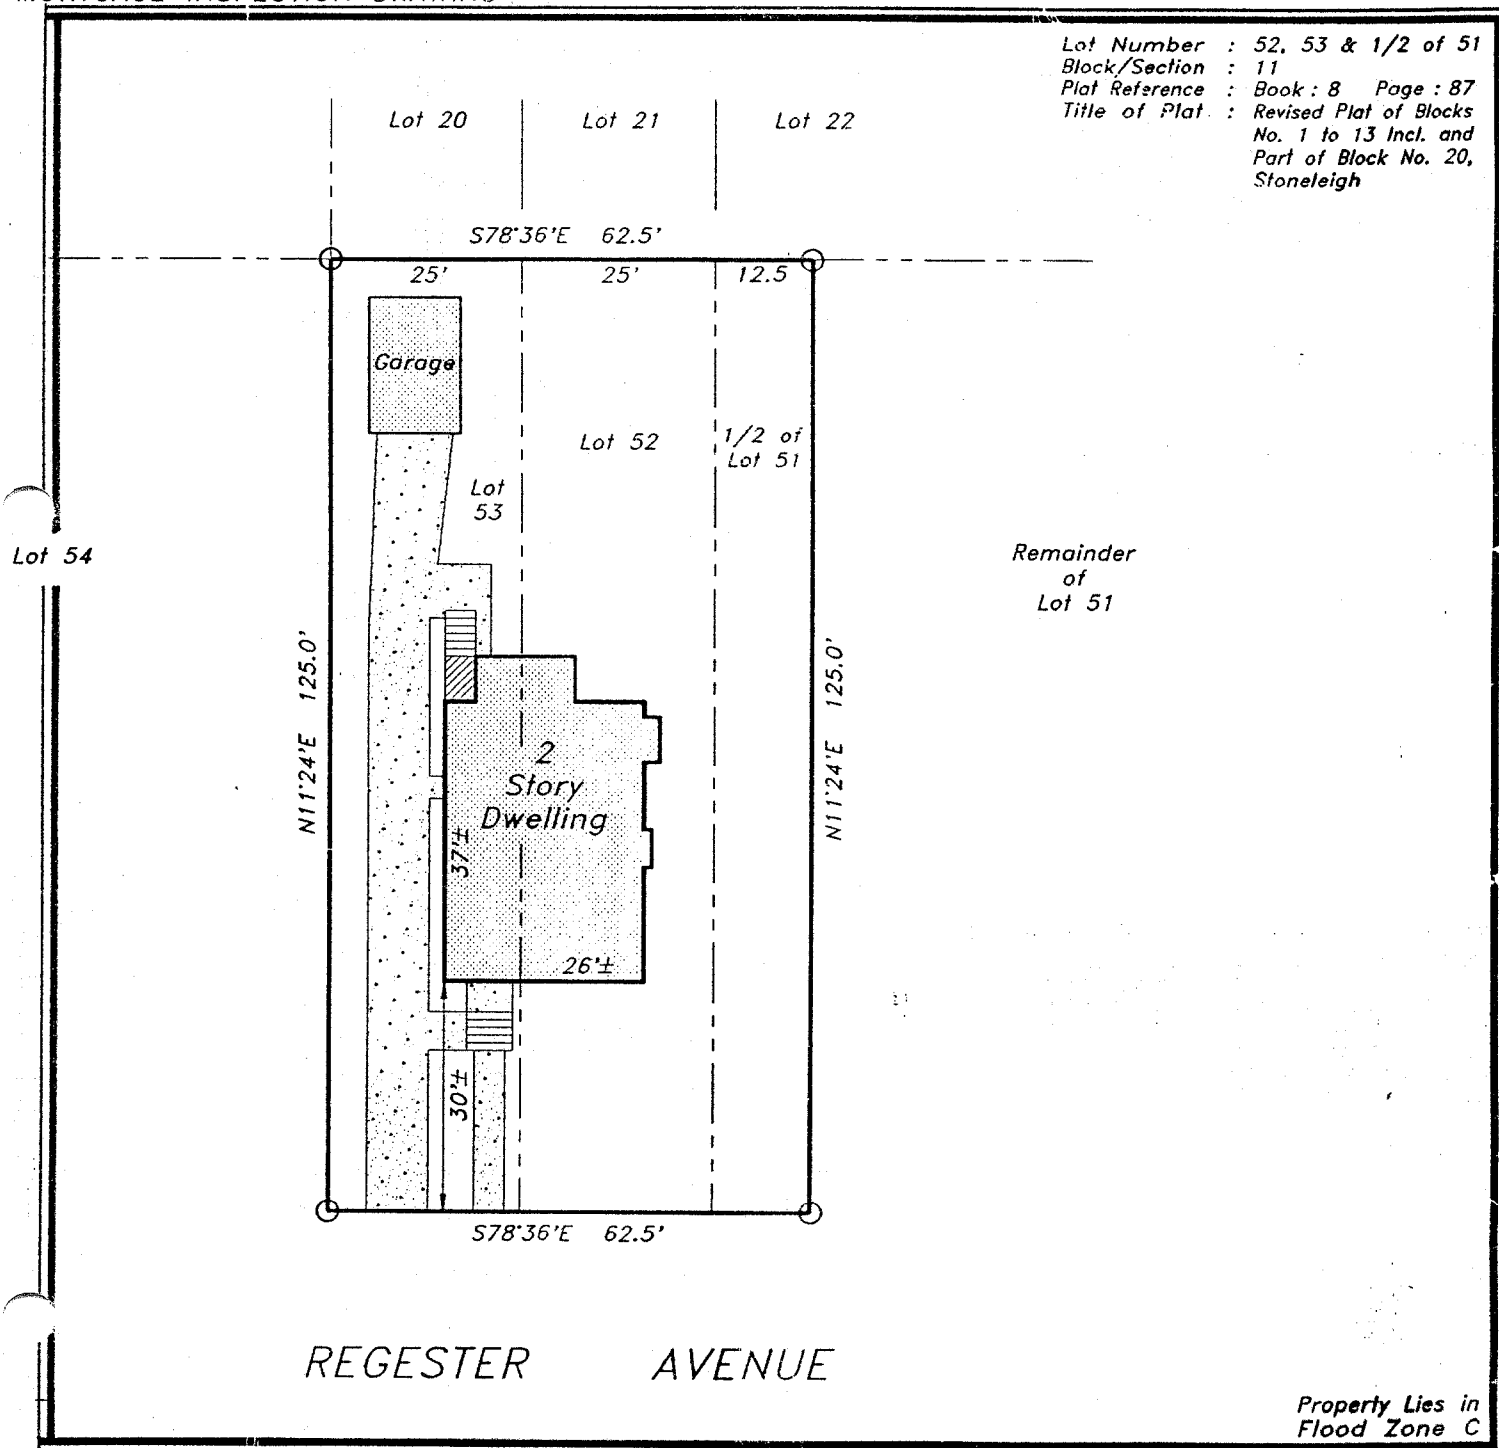 Lot Number : 52, 53 & 1/2 of 51
Block/Section : 11
Plat Reference : Book : 8 Page : 87
Title of Plat : Revised Plat of Blocks
No. 1 to 13 Incl. and
Part of Block No. 20,
Stoneleigh
Lot 20
Lot 21
Lot 22
S78°36'E 62.5'
25'
25'
12.5
Garage
Lot 52
1/2 of
Lot 51
Lot
53
Lot 54
Remainder
of
Lot 51
N11°24'E 125.0'
N11°24'E 125.0'
2
Story
Dwelling
37'±
26'±
30'±
S78°36'E 62.5'
REGESTER AVENUE
Property Lies in
Flood Zone C